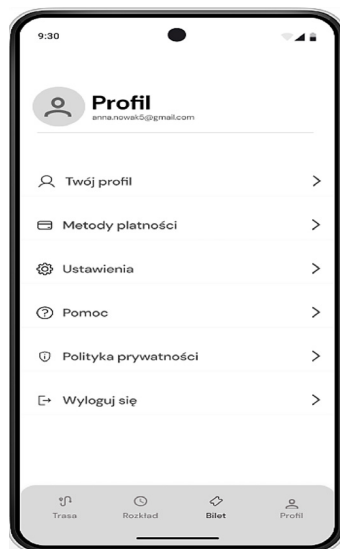 9:30
Profil
anna.nowak5@gmail.com
Twój profil
Metody płatności
Ustawienia
Pomoc
Polityka prywatności
Wyloguj się
Trasa
Rozkład
Bilet
Profil